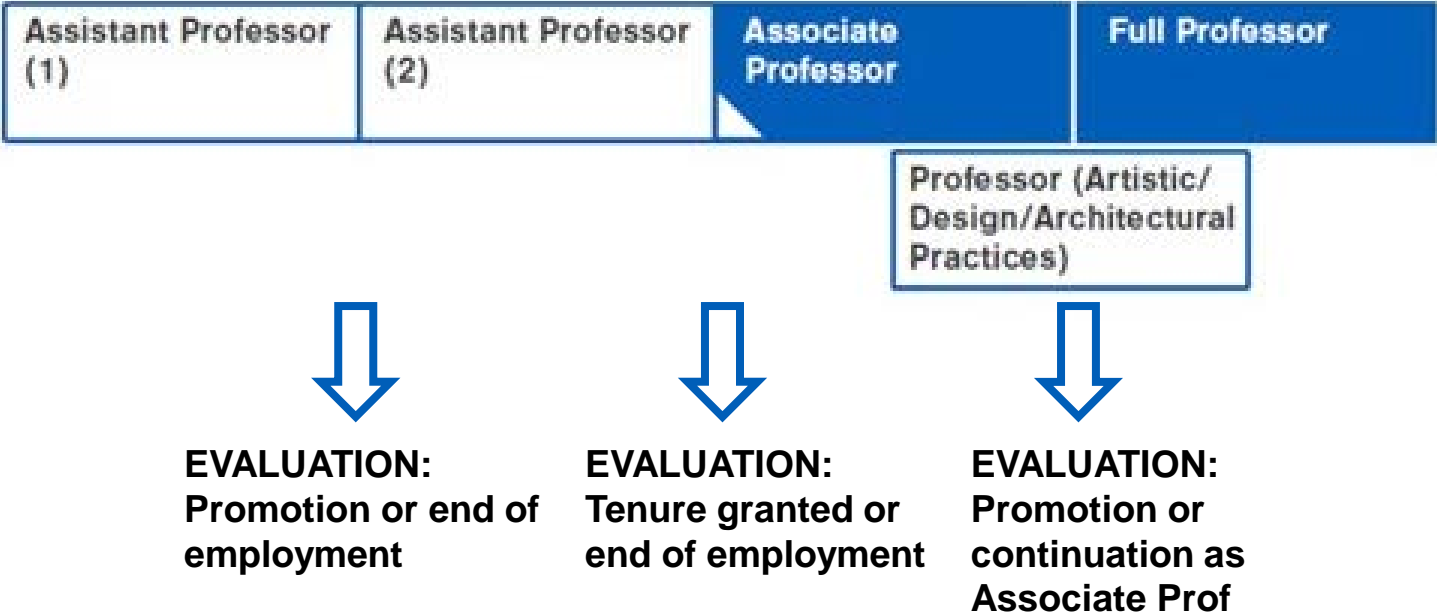 Assistant Professor
(1)
Assistant Professor
(2)
Associate
Professor
Full Professor
Professor (Artistic/
Design/Architectural
Practices)
EVALUATION:
Promotion or end of
employment
EVALUATION:
Tenure granted or
end of employment
EVALUATION:
Promotion or
continuation as
Associate Prof